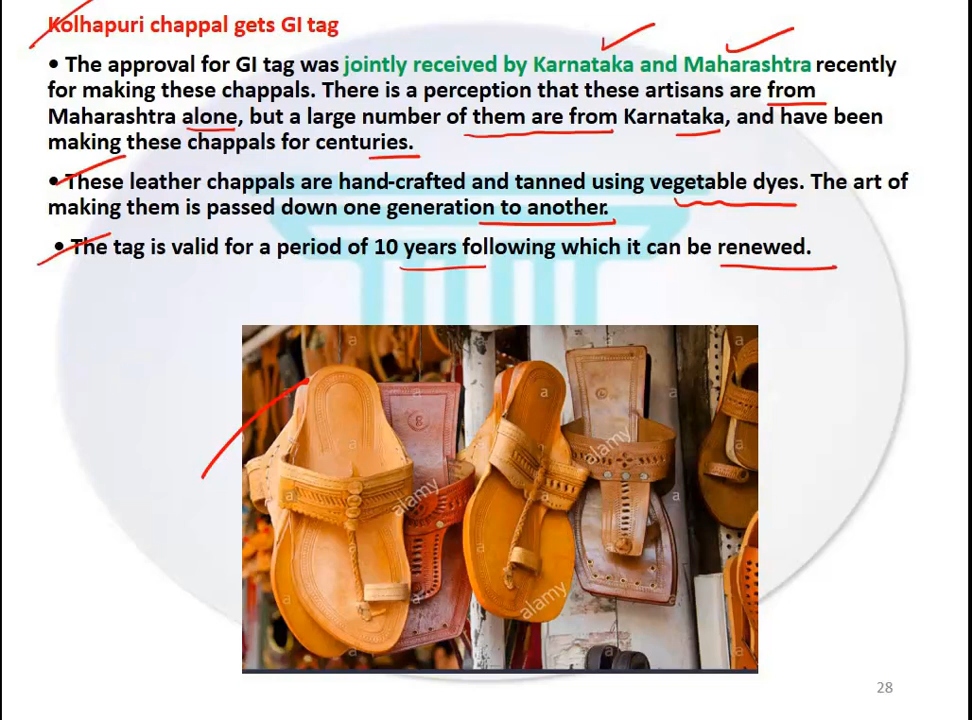 Kolhapuri chappal gets GI tag
• The approval for GI tag was jointly received by Karnataka and Maharashtra recently
for making these chappals. There is a perception that these artisans are from
Maharashtra alone, but a large number of them are from Karnataka, and have been
making these chappals for centuries.
• These leather chappals are hand-crafted and tanned using vegetable dyes. The art of
making them is passed down one generation to another.
• The tag is valid for a period of 10 years following which it can be renewed.
a
a
a
a
a
a
alamy
alamy
a
a
a
a
alamy
a
a
a
28